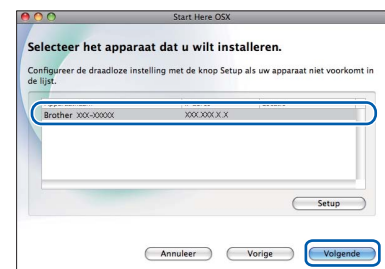 Start Here OSX
Selecteer het apparaat dat u wilt installeren.
Configureer de draadloze instelling met de knop Setup als uw apparaat niet voorkomt in
de lijst.
Brother XXX-XXXXX XXX.XXX.X.X
Setup
Annuleer Vorige Volgende